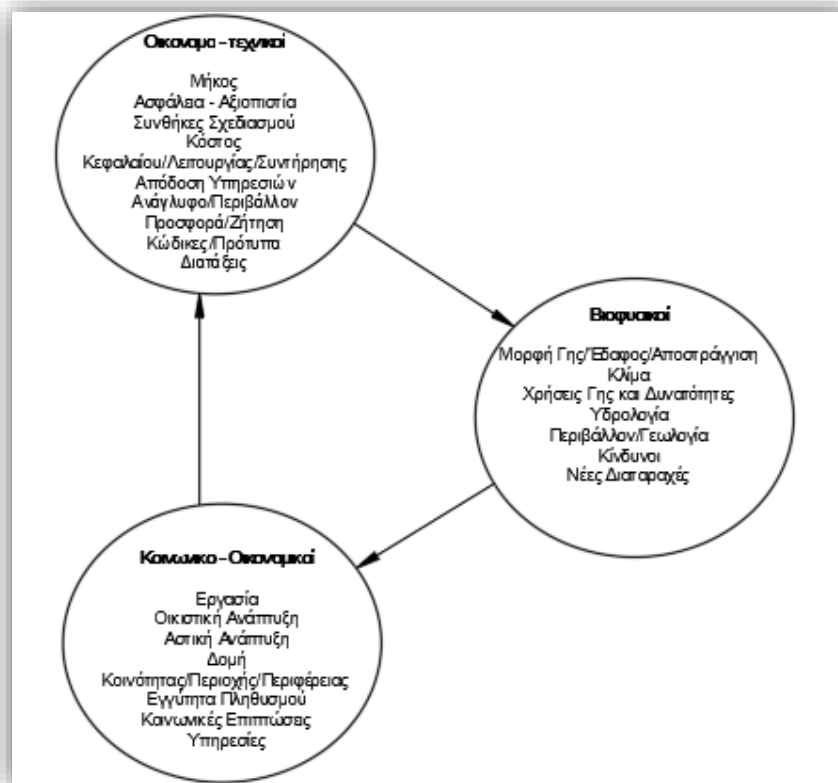 Οικονομο - τεχνικοί
Μήκος
Ασφάλεια - Αξιοπιστία
Συνθήκες Σχεδιασμού
Κόστος
Κεφαλαίου/Λειτουργίας/Συντήρησης
Απόδοση Υπηρεσιών
Ανάγλυφο/Περιβάλλον
Προσφορά/Ζήτηση
Κώδικες/Πρότυπα
Διατάξεις
Βιοφυσικοί
Μορφή Γης/Έδαφος/Αποστράγγιση
Κλίμα
Χρήσεις Γης και Δυνατότητες
Υδρολογία
Περιβάλλον/Γεωλογία
Κίνδυνοι
Νέες Διαταραχές
Κοινωνικο - Οικονομικοί
Εργασία
Οικιστική Ανάπτυξη
Αστική Ανάπτυξη
Δομή
Κοινότητας/Περιοχής/Περιφέρειας
Εγγύτητα Πληθυσμού
Κοινωνικές Επιπτώσεις
Υπηρεσίες